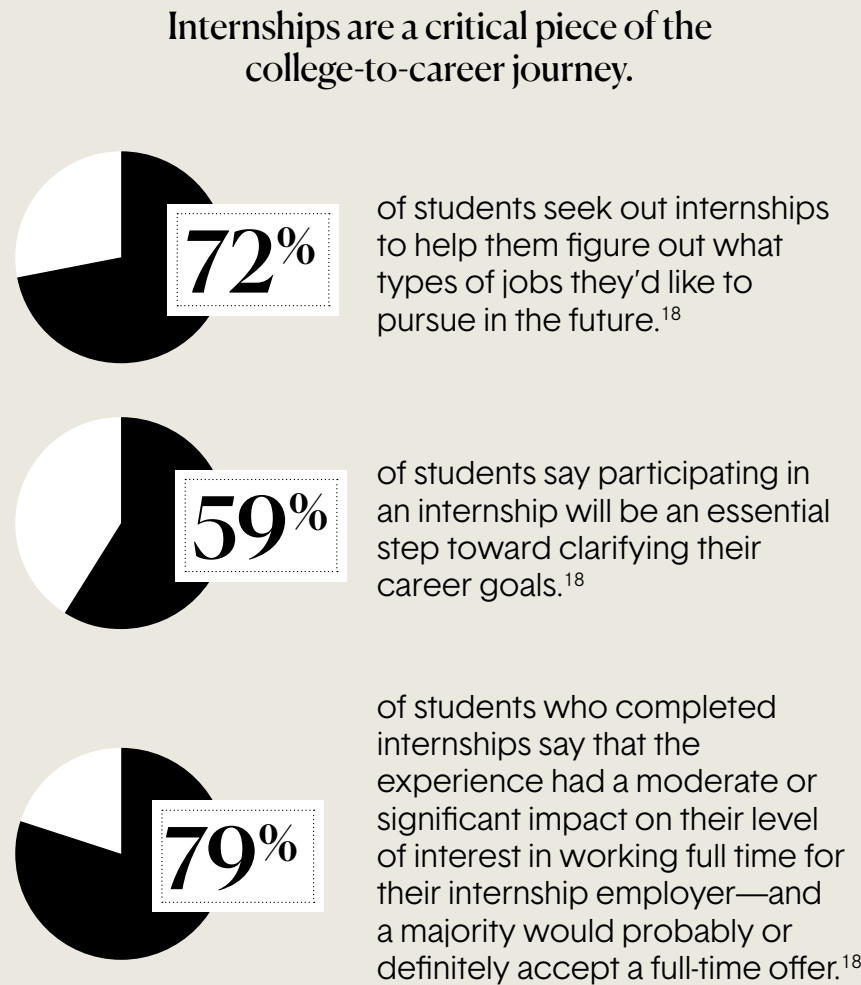 Internships are a critical piece of the
college-to-career journey.
72%
of students seek out internships
to help them figure out what
types of jobs they’d like to
pursue in the future.18
59%
of students say participating in
an internship will be an essential
step toward clarifying their
career goals.18
79%
of students who completed
internships say that the
experience had a moderate or
significant impact on their level
of interest in working full time for
their internship employer—and
a majority would probably or
definitely accept a full-time offer.18